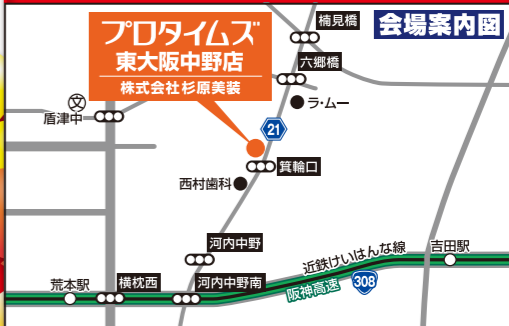 会場案内図
プロタイムズ
東大阪中野店
株式会社杉原美装
楠見橋
六郷橋
ラ・ムー
文
盾津中
21
箕輪口
西村歯科
河内中野
近鉄けいはんな線
吉田駅
荒本駅
横枕西
河内中野南
阪神高速
308